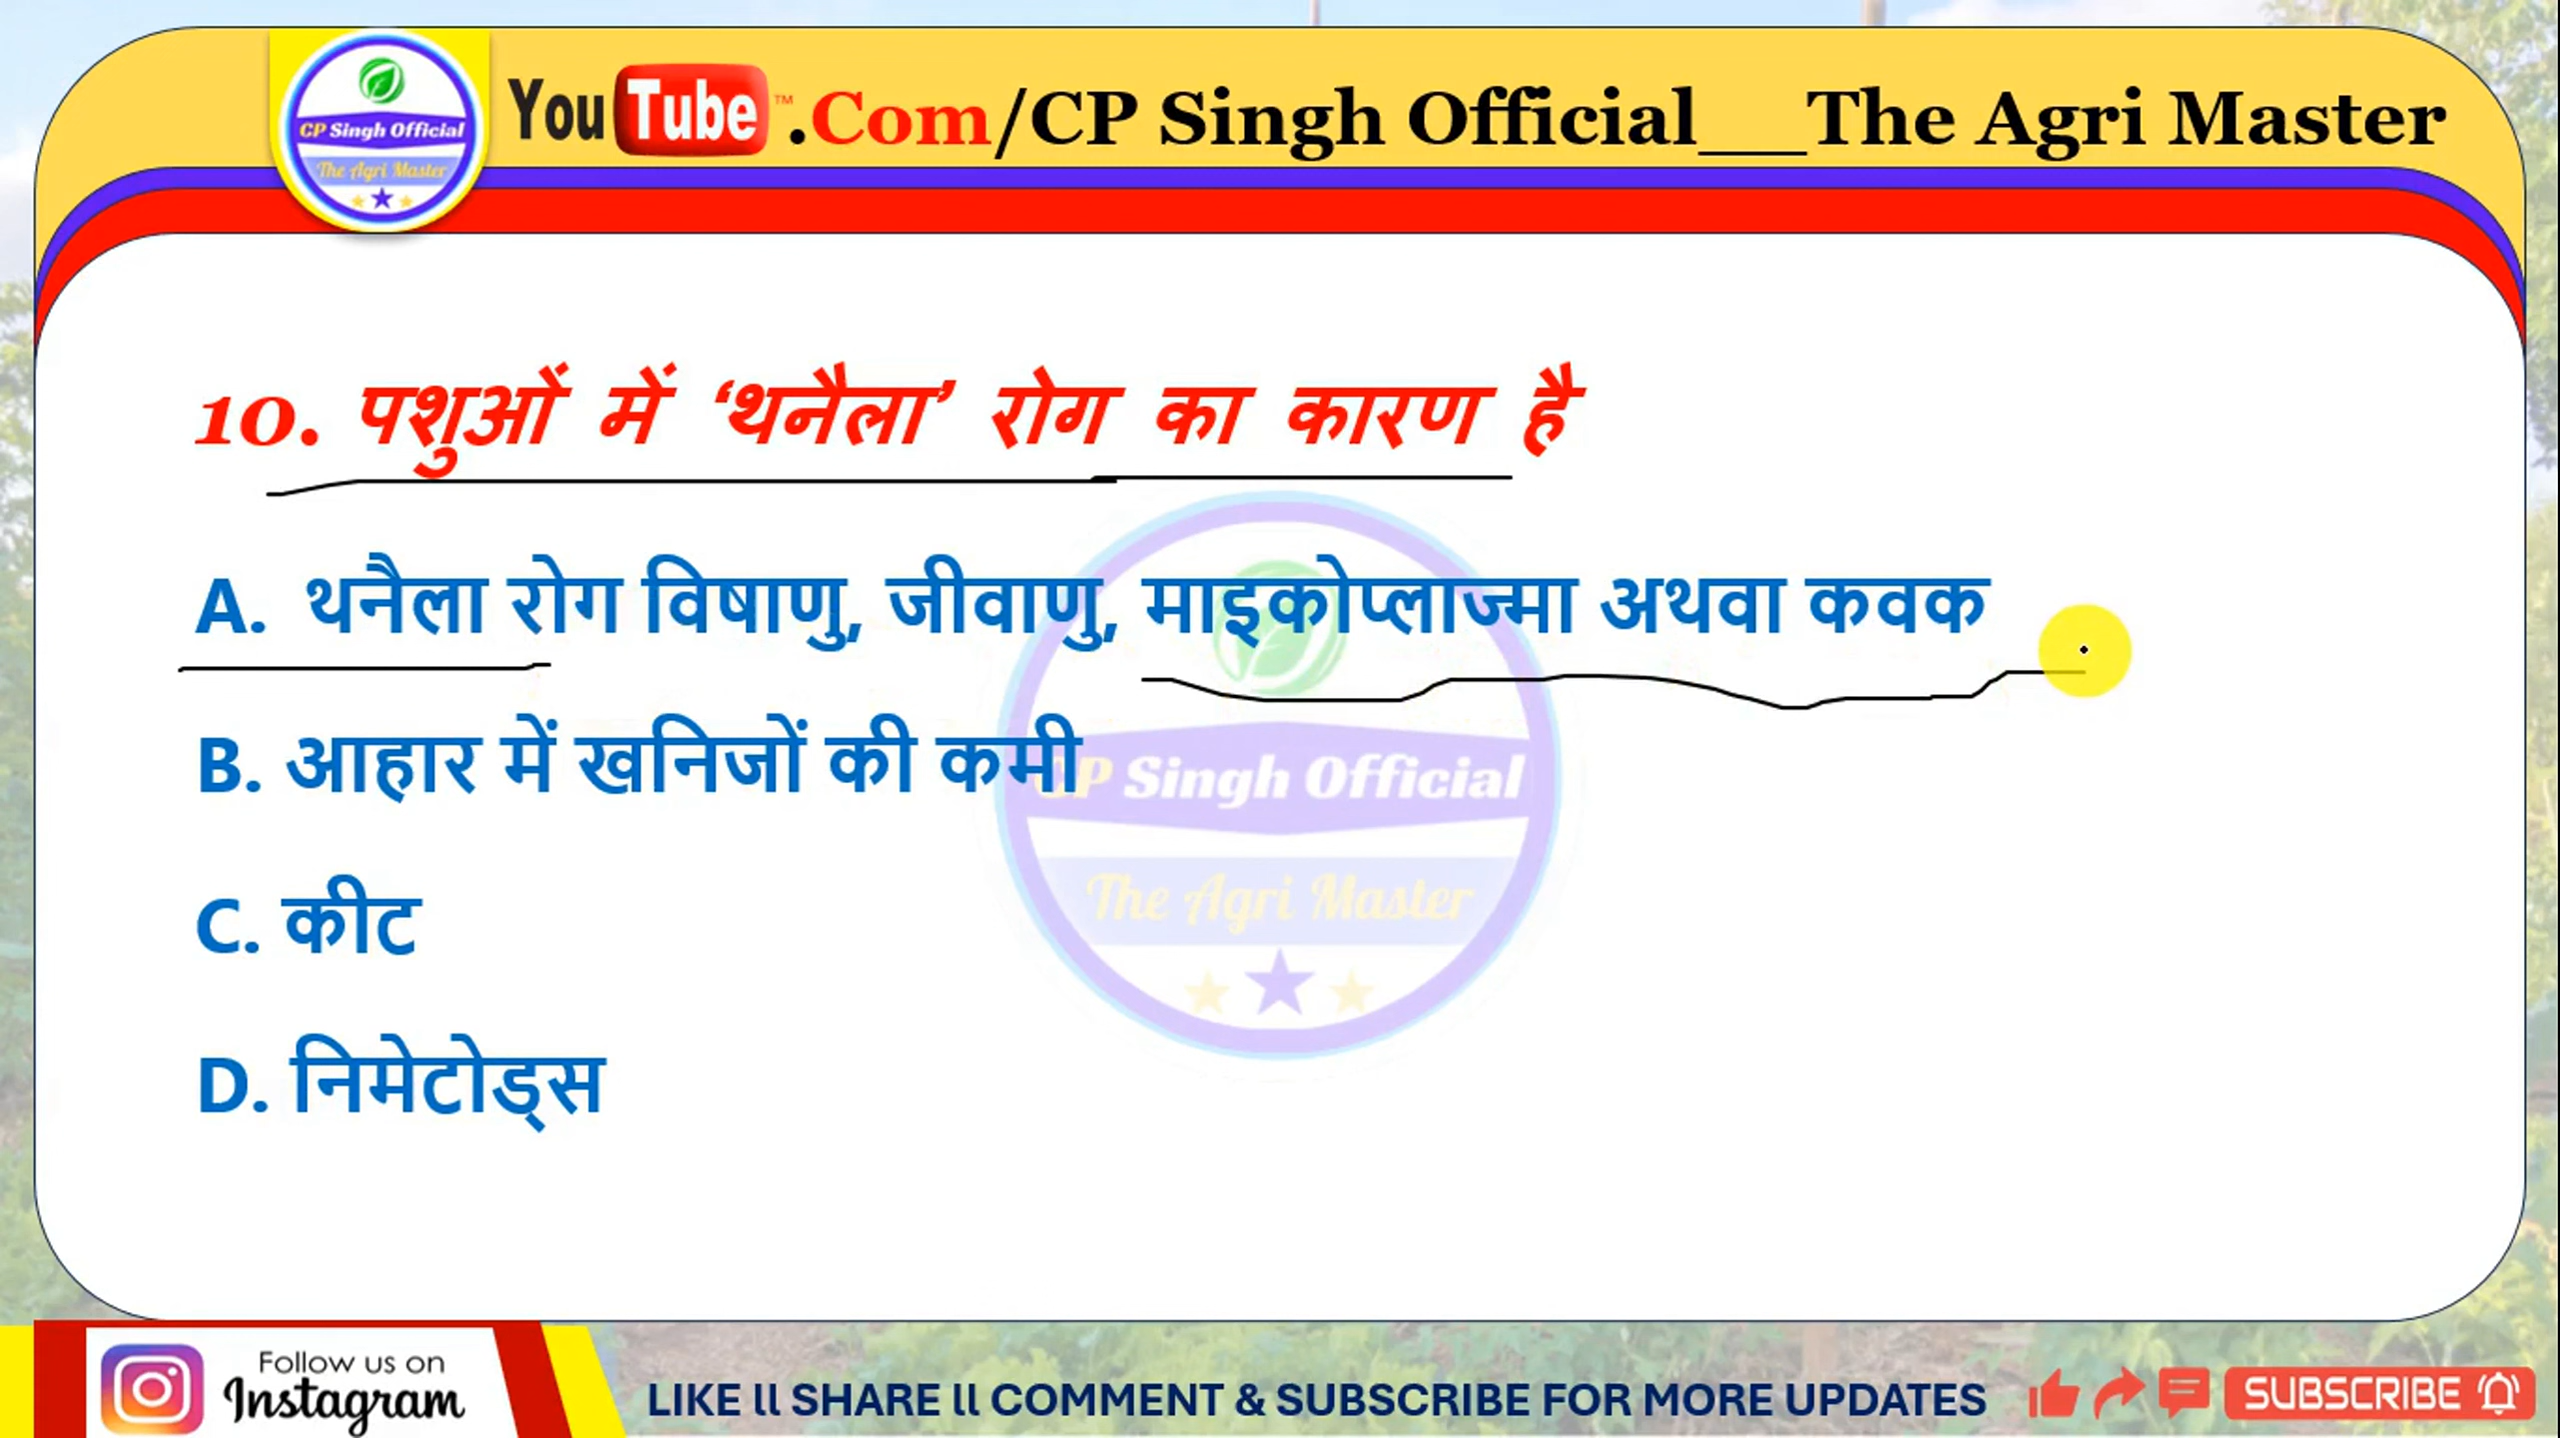 CP Singh Official
The Agri Master
YouTube™.Com/CP Singh Official__The Agri Master
10. पशुओं में ‘थनैला’ रोग का कारण है
A. थनैला रोग विषाणु, जीवाणु, माइकोप्लाज्मा अथवा कवक
B. आहार में खनिजों की कमी
C. कीट
D. निमेटोड्स
CP Singh Official
The Agri Master
Follow us on
Instagram
LIKE ll SHARE ll COMMENT & SUBSCRIBE FOR MORE UPDATES
SUBSCRIBE